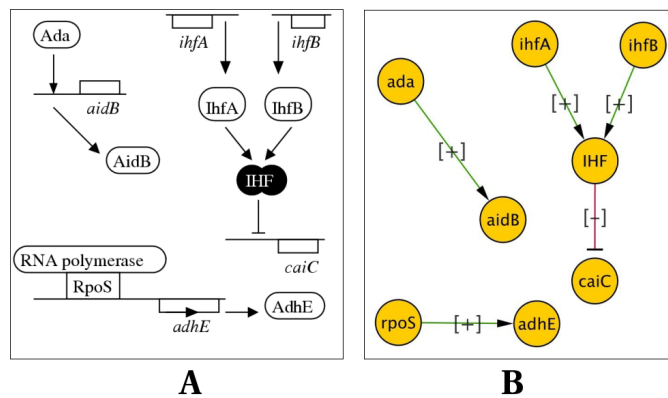 Ada
aidB
AidB
ihfA
ihfB
IhfA
IhfB
IHF
caiC
RNA polymerase
RpoS
adhE
AdhE
A
ihfA
ihfB
ada
[+]
[+]
[+]
IHF
aidB
[-]
caiC
rpoS
[+]
adhE
B